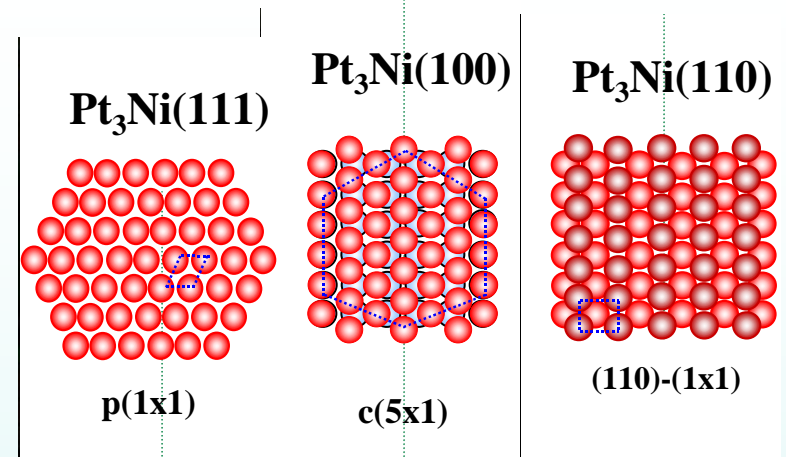 Pt₃Ni(111)
p(1x1)
Pt₃Ni(100)
c(5x1)
Pt₃Ni(110)
(110)-(1x1)